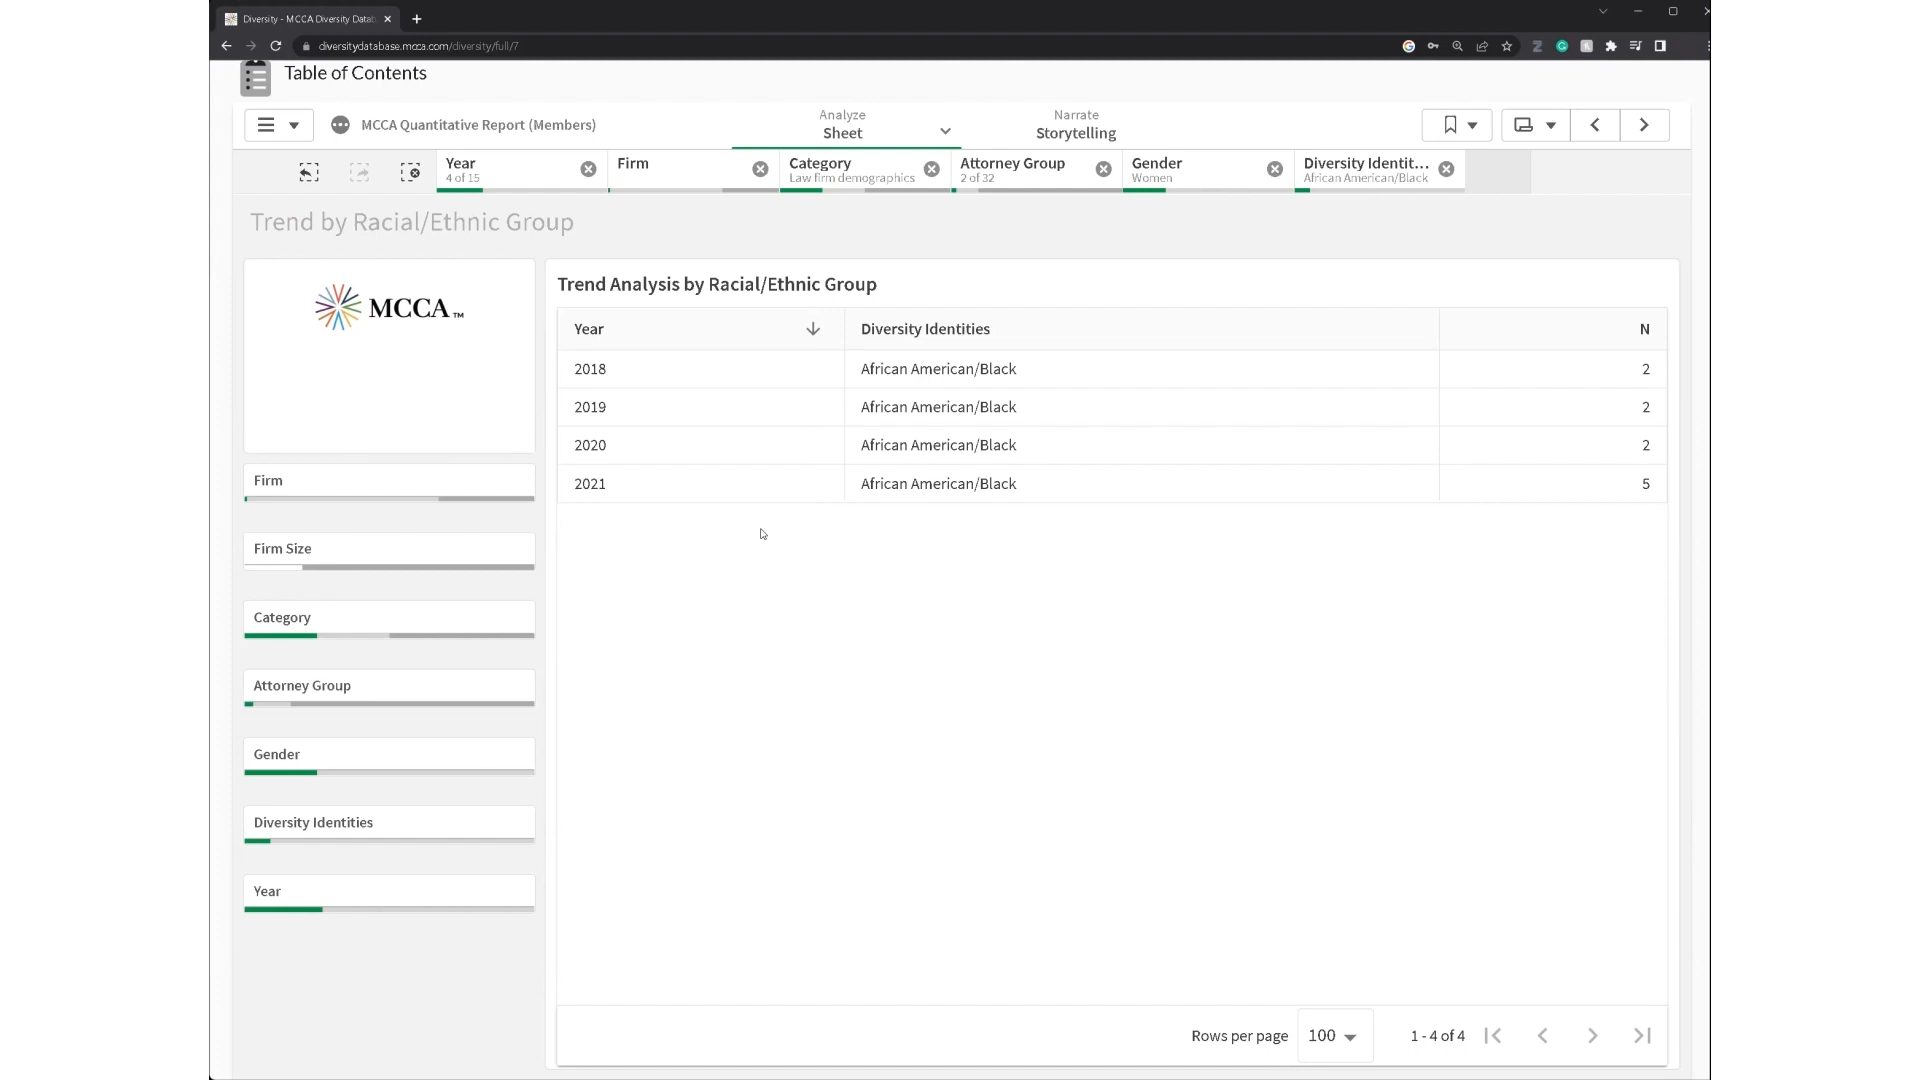 Diversity - MCCA Diversity Datab
diversitydatabase.mcca.com/diversity/full/7
Table of Contents
MCCA Quantitative Report (Members)
Analyze
Sheet
Narrate
Storytelling
Year
4 of 15
Firm
Category
Law firm demographics
Attorney Group
2 of 32
Gender
Women
Diversity Identit...
African American/Black
Trend by Racial/Ethnic Group
MCCA™
Firm
Firm Size
Category
Attorney Group
Gender
Diversity Identities
Year
Trend Analysis by Racial/Ethnic Group
Year Diversity Identities N
2018 African American/Black 2
2019 African American/Black 2
2020 African American/Black 2
2021 African American/Black 5
Rows per page 100 1 - 4 of 4